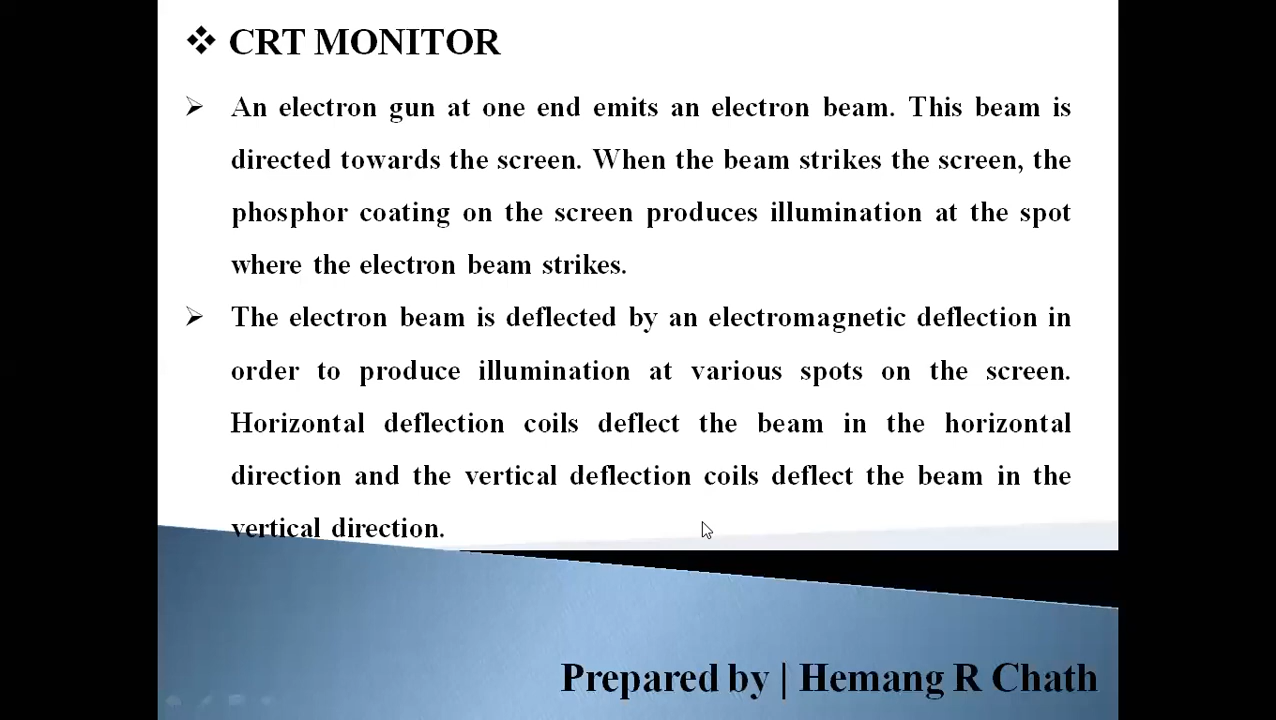 ❖ CRT MONITOR
➢ An electron gun at one end emits an electron beam. This beam is
directed towards the screen. When the beam strikes the screen, the
phosphor coating on the screen produces illumination at the spot
where the electron beam strikes.
➢ The electron beam is deflected by an electromagnetic deflection in
order to produce illumination at various spots on the screen.
Horizontal deflection coils deflect the beam in the horizontal
direction and the vertical deflection coils deflect the beam in the
vertical direction.
Prepared by | Hemang R Chath